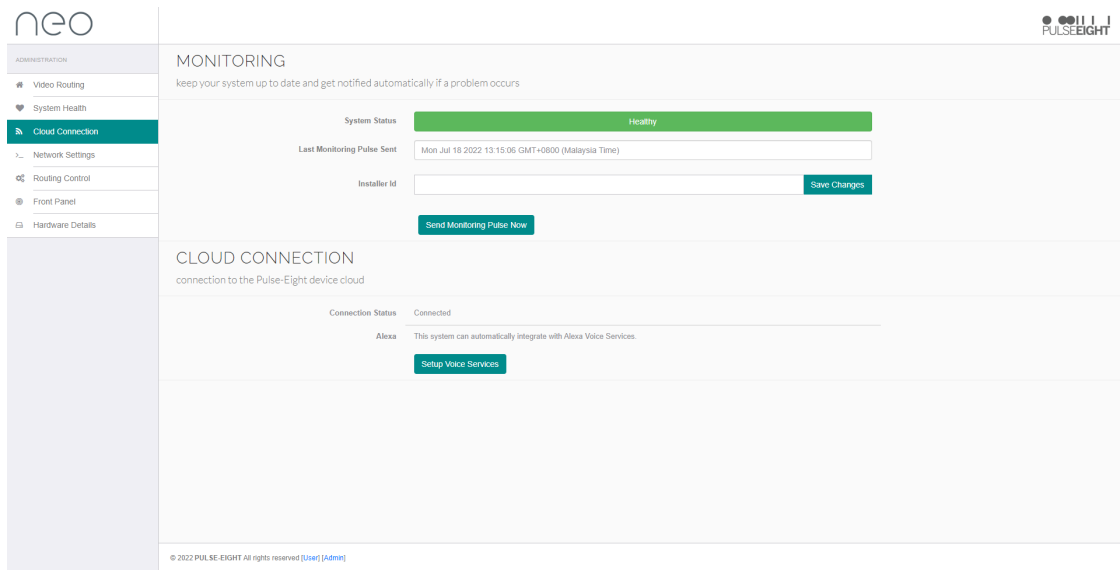 neo
PULSEEIGHT
ADMINISTRATION
Video Routing
System Health
Cloud Connection
Network Settings
Routing Control
Front Panel
Hardware Details
MONITORING
keep your system up to date and get notified automatically if a problem occurs
System Status Healthy
Last Monitoring Pulse Sent Mon Jul 18 2022 13:15:06 GMT+0800 (Malaysia Time)
Installer Id Save Changes
Send Monitoring Pulse Now
CLOUD CONNECTION
connection to the Pulse-Eight device cloud
Connection Status Connected
Alexa This system can automatically integrate with Alexa Voice Services.
Setup Voice Services
© 2022 PULSE-EIGHT All rights reserved [User] [Admin]